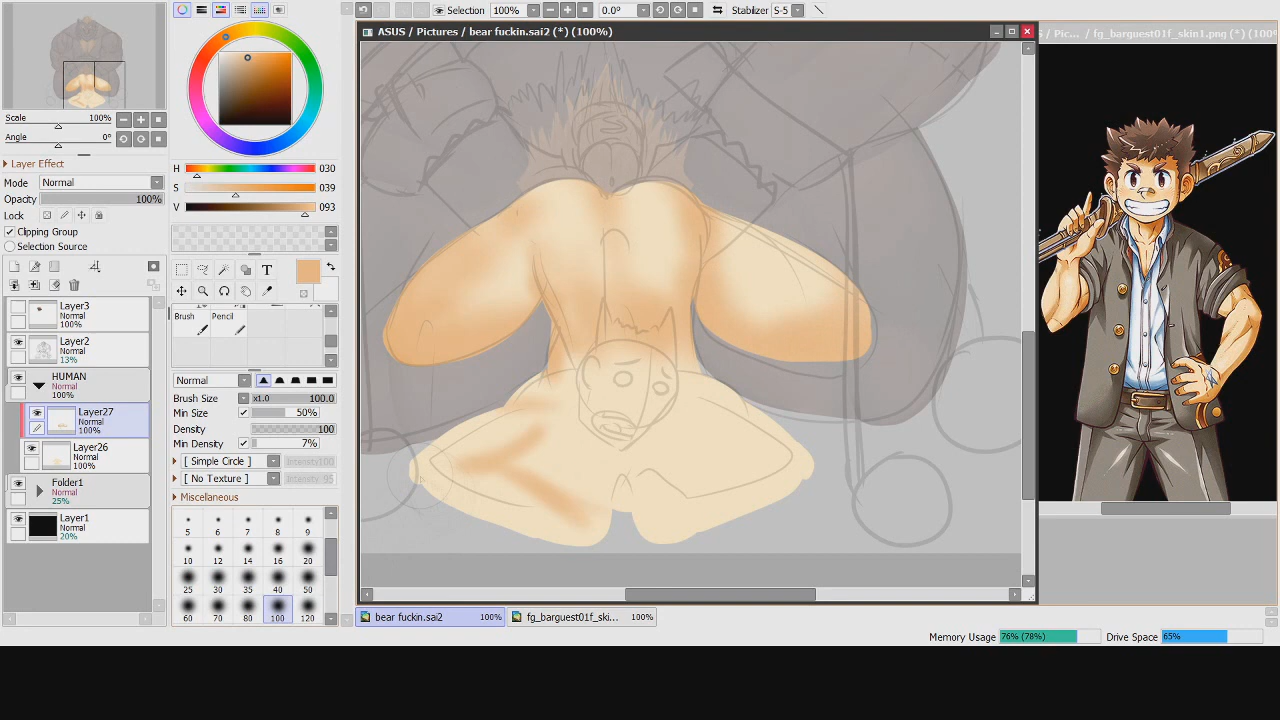 Selection 100% 0.0° Stabilizer S-5
ASUS / Pictures / bear fuckin.sai2 (*) (100%)
fg_barguest01f_skin1.png (*) (100%
Scale 100%
Angle 0°
Layer Effect
Mode Normal
Opacity 100%
Lock
Clipping Group
Selection Source
Layer3
Normal
100%
Layer2
Normal
13%
HUMAN
Normal
100%
Layer27
Normal
100%
Layer26
Normal
100%
Folder1
Normal
25%
Layer1
Normal
20%
H 030
S 039
V 093
T
Brush Pencil
Normal
Brush Size x1.0 100.0
Min Size 50%
Density 100
Min Density 7%
[ Simple Circle ] Intensity 100
[ No Texture ] Intensity 95
Miscellaneous
5 6 7 8 9
10 12 14 16 20
25 30 35 40 50
60 70 80 100 120
bear fuckin.sai2 100% fg_barguest01f_ski... 100%
Memory Usage 76% (78%) Drive Space 65%